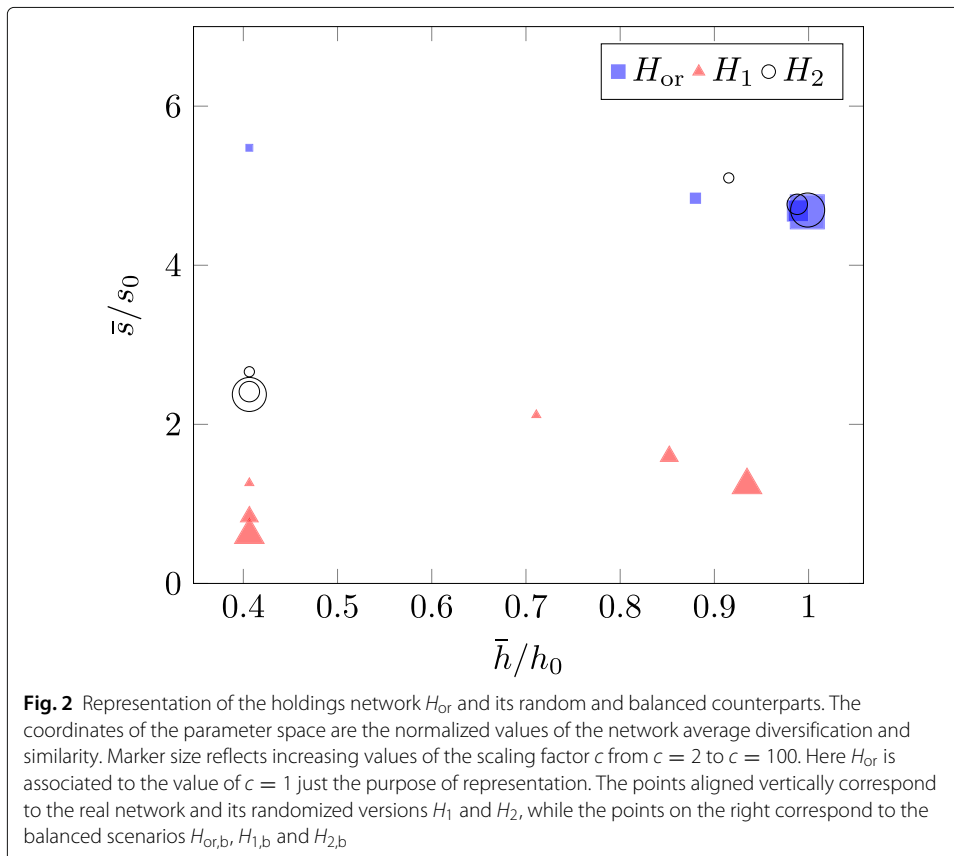 H_or H_1 H_2
6
4
2
0
s̄/s_0
0.4 0.5 0.6 0.7 0.8 0.9 1
h̄/h_0
Fig. 2 Representation of the holdings network H_or and its random and balanced counterparts. The
coordinates of the parameter space are the normalized values of the network average diversification and
similarity. Marker size reflects increasing values of the scaling factor c from c = 2 to c = 100. Here H_or is
associated to the value of c = 1 just the purpose of representation. The points aligned vertically correspond
to the real network and its randomized versions H_1 and H_2, while the points on the right correspond to the
balanced scenarios H_or,b, H_1,b and H_2,b